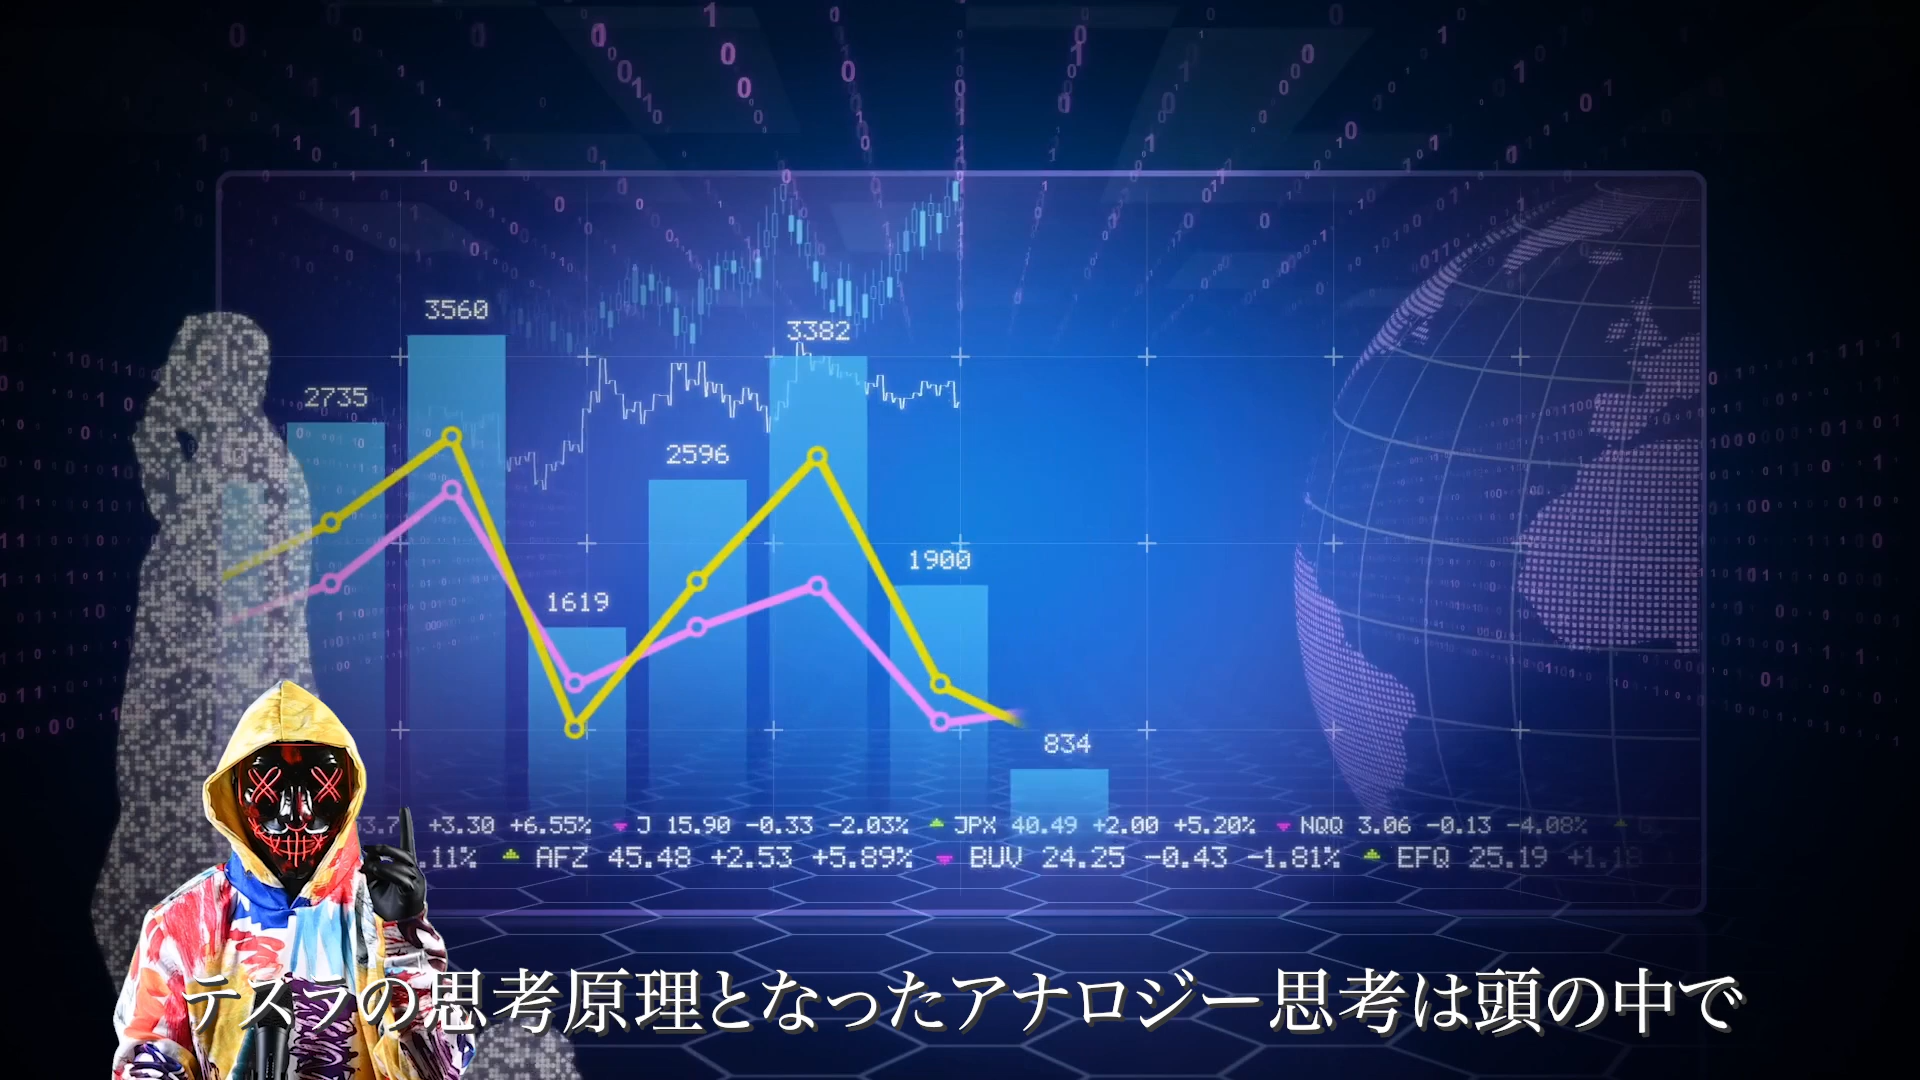 3560
3382
2735
2596
1900
1619
834
+3.30 +6.55% J 15.90 -0.33 -2.03% JPX 40.49 +2.00 +5.20% NQQ 3.06 -0.13 -4.08%
.11% AFZ 45.48 +2.53 +5.89% BUV 24.25 -0.43 -1.81% EFQ 25.19
テスラの思考原理となったアナロジー思考は頭の中で